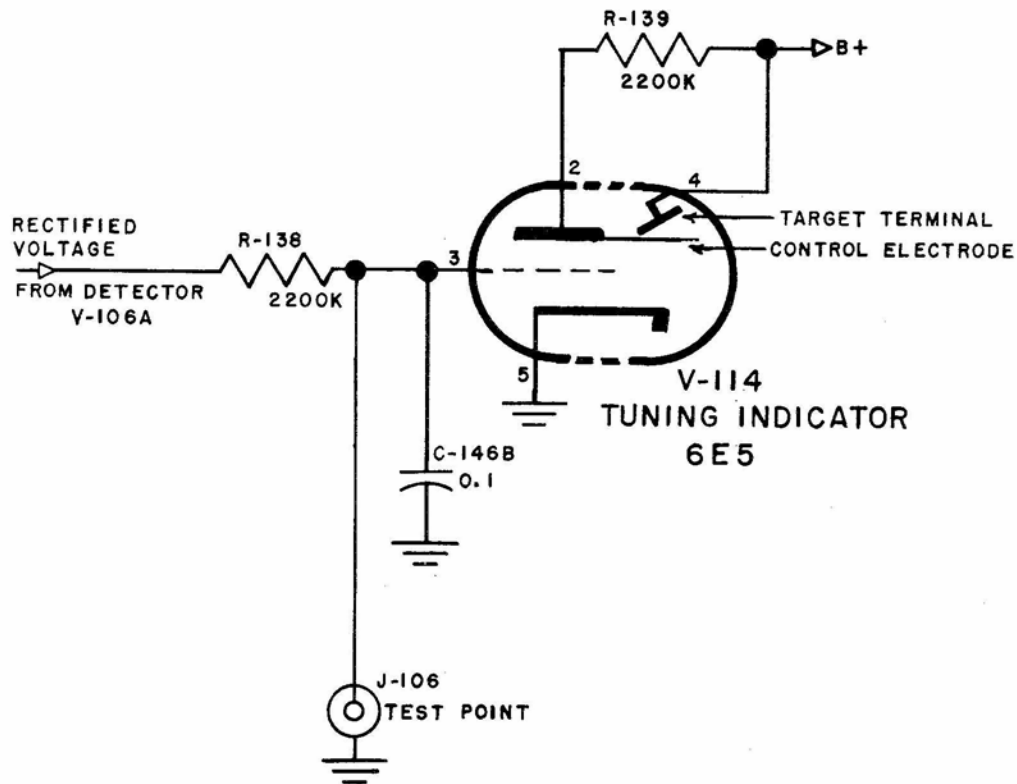 R-139
B+
2200K
2
4
RECTIFIED
VOLTAGE
R-138
3
TARGET TERMINAL
CONTROL ELECTRODE
FROM DETECTOR
V-106A
2200K
5
V-114
TUNING INDICATOR
6E5
C-146B
0.1
J-106
TEST POINT